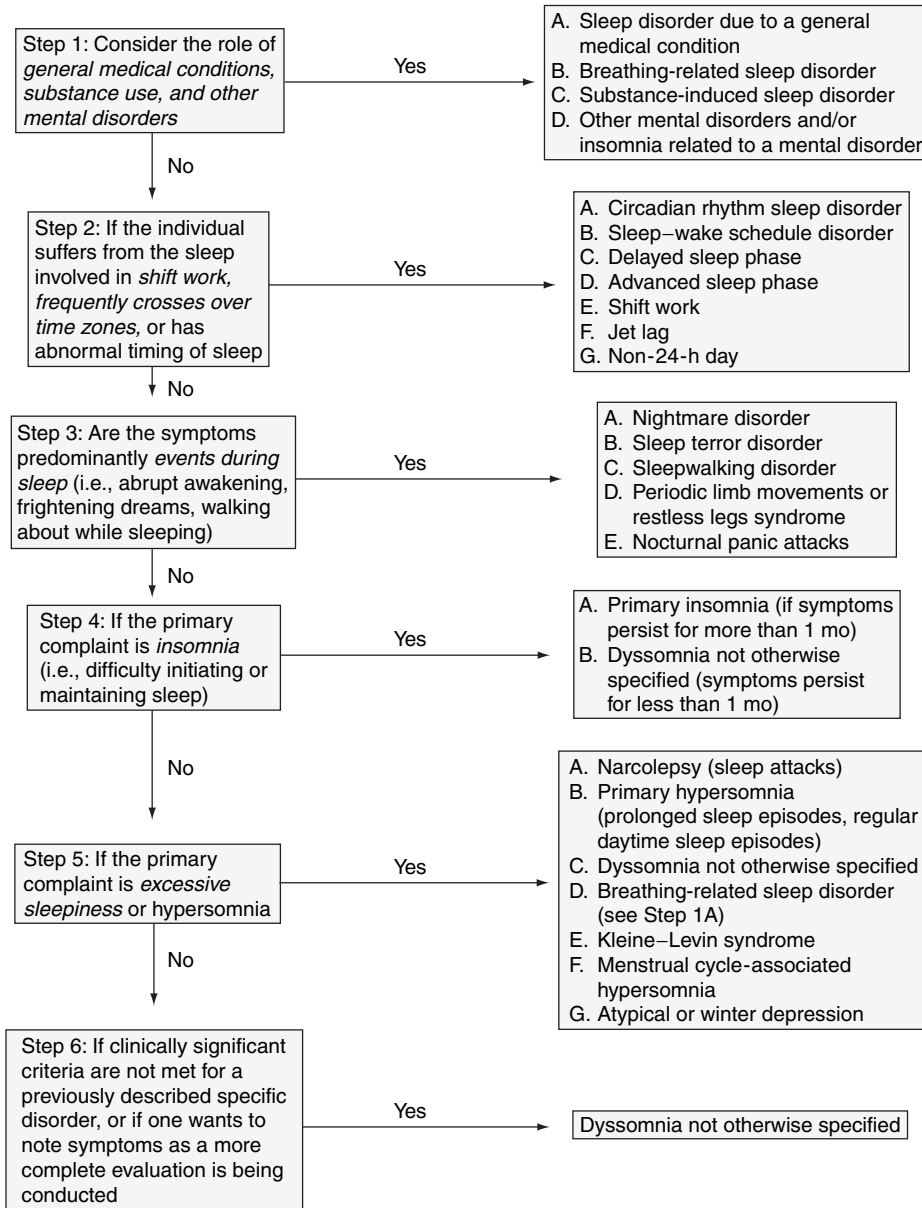 Step 1: Consider the role of
general medical conditions,
substance use, and other
mental disorders
Yes
A. Sleep disorder due to a general
medical condition
B. Breathing-related sleep disorder
C. Substance-induced sleep disorder
D. Other mental disorders and/or
insomnia related to a mental disorder
No
Step 2: If the individual
suffers from the sleep
involved in shift work,
frequently crosses over
time zones, or has
abnormal timing of sleep
Yes
A. Circadian rhythm sleep disorder
B. Sleep–wake schedule disorder
C. Delayed sleep phase
D. Advanced sleep phase
E. Shift work
F. Jet lag
G. Non-24-h day
No
Step 3: Are the symptoms
predominantly events during
sleep (i.e., abrupt awakening,
frightening dreams, walking
about while sleeping)
Yes
A. Nightmare disorder
B. Sleep terror disorder
C. Sleepwalking disorder
D. Periodic limb movements or
restless legs syndrome
E. Nocturnal panic attacks
No
Step 4: If the primary
complaint is insomnia
(i.e., difficulty initiating or
maintaining sleep)
Yes
A. Primary insomnia (if symptoms
persist for more than 1 mo)
B. Dyssomnia not otherwise
specified (symptoms persist
for less than 1 mo)
No
Step 5: If the primary
complaint is excessive
sleepiness or hypersomnia
Yes
A. Narcolepsy (sleep attacks)
B. Primary hypersomnia
(prolonged sleep episodes, regular
daytime sleep episodes)
C. Dyssomnia not otherwise specified
D. Breathing-related sleep disorder
(see Step 1A)
E. Kleine–Levin syndrome
F. Menstrual cycle-associated
hypersomnia
G. Atypical or winter depression
No
Step 6: If clinically significant
criteria are not met for a
previously described specific
disorder, or if one wants to
note symptoms as a more
complete evaluation is being
conducted
Yes
Dyssomnia not otherwise specified